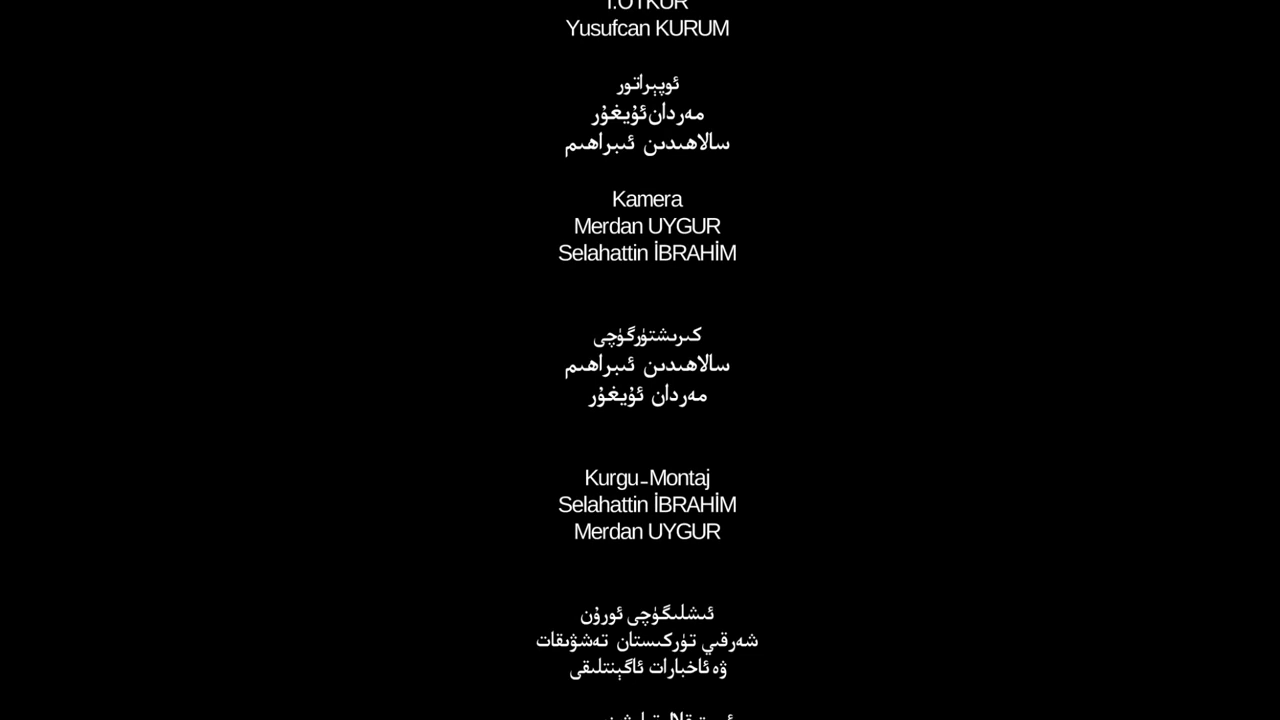 Yusufcan KURUM
ئوپېراتور
مەردان ئۇيغۇر
سالاھىدىن ئىبراھىم
Kamera
Merdan UYGUR
Selahattin İBRAHİM
كىرىشتۈرگۈچى
سالاھىدىن ئىبراھىم
مەردان ئۇيغۇر
Kurgu-Montaj
Selahattin İBRAHİM
Merdan UYGUR
ئىشلىگۈچى ئورۇن
شەرقىي تۈركىستان تەشۋىقات
ۋە ئاخبارات ئاگېنتلىقى